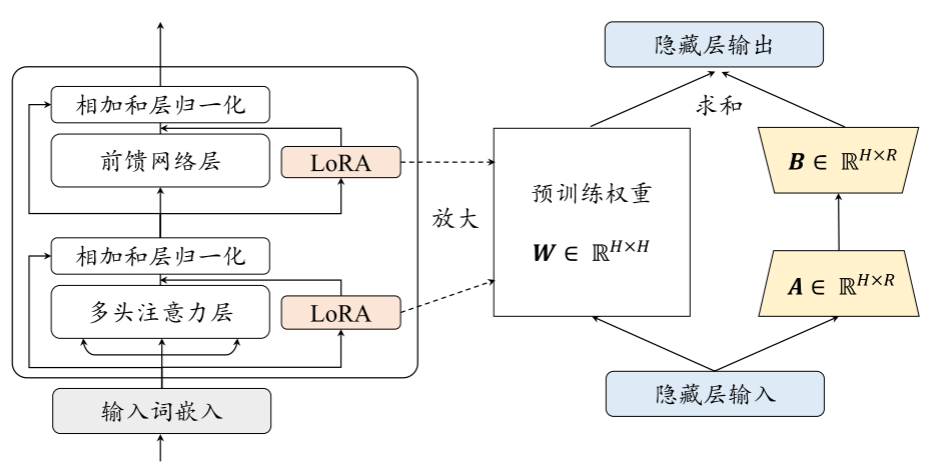 相加和层归一化
前馈网络层
LoRA
相加和层归一化
多头注意力层
LoRA
输入词嵌入
放大
隐藏层输出
求和
预训练权重
W ∈ ℝ^{H×H}
B ∈ ℝ^{H×R}
A ∈ ℝ^{H×R}
隐藏层输入